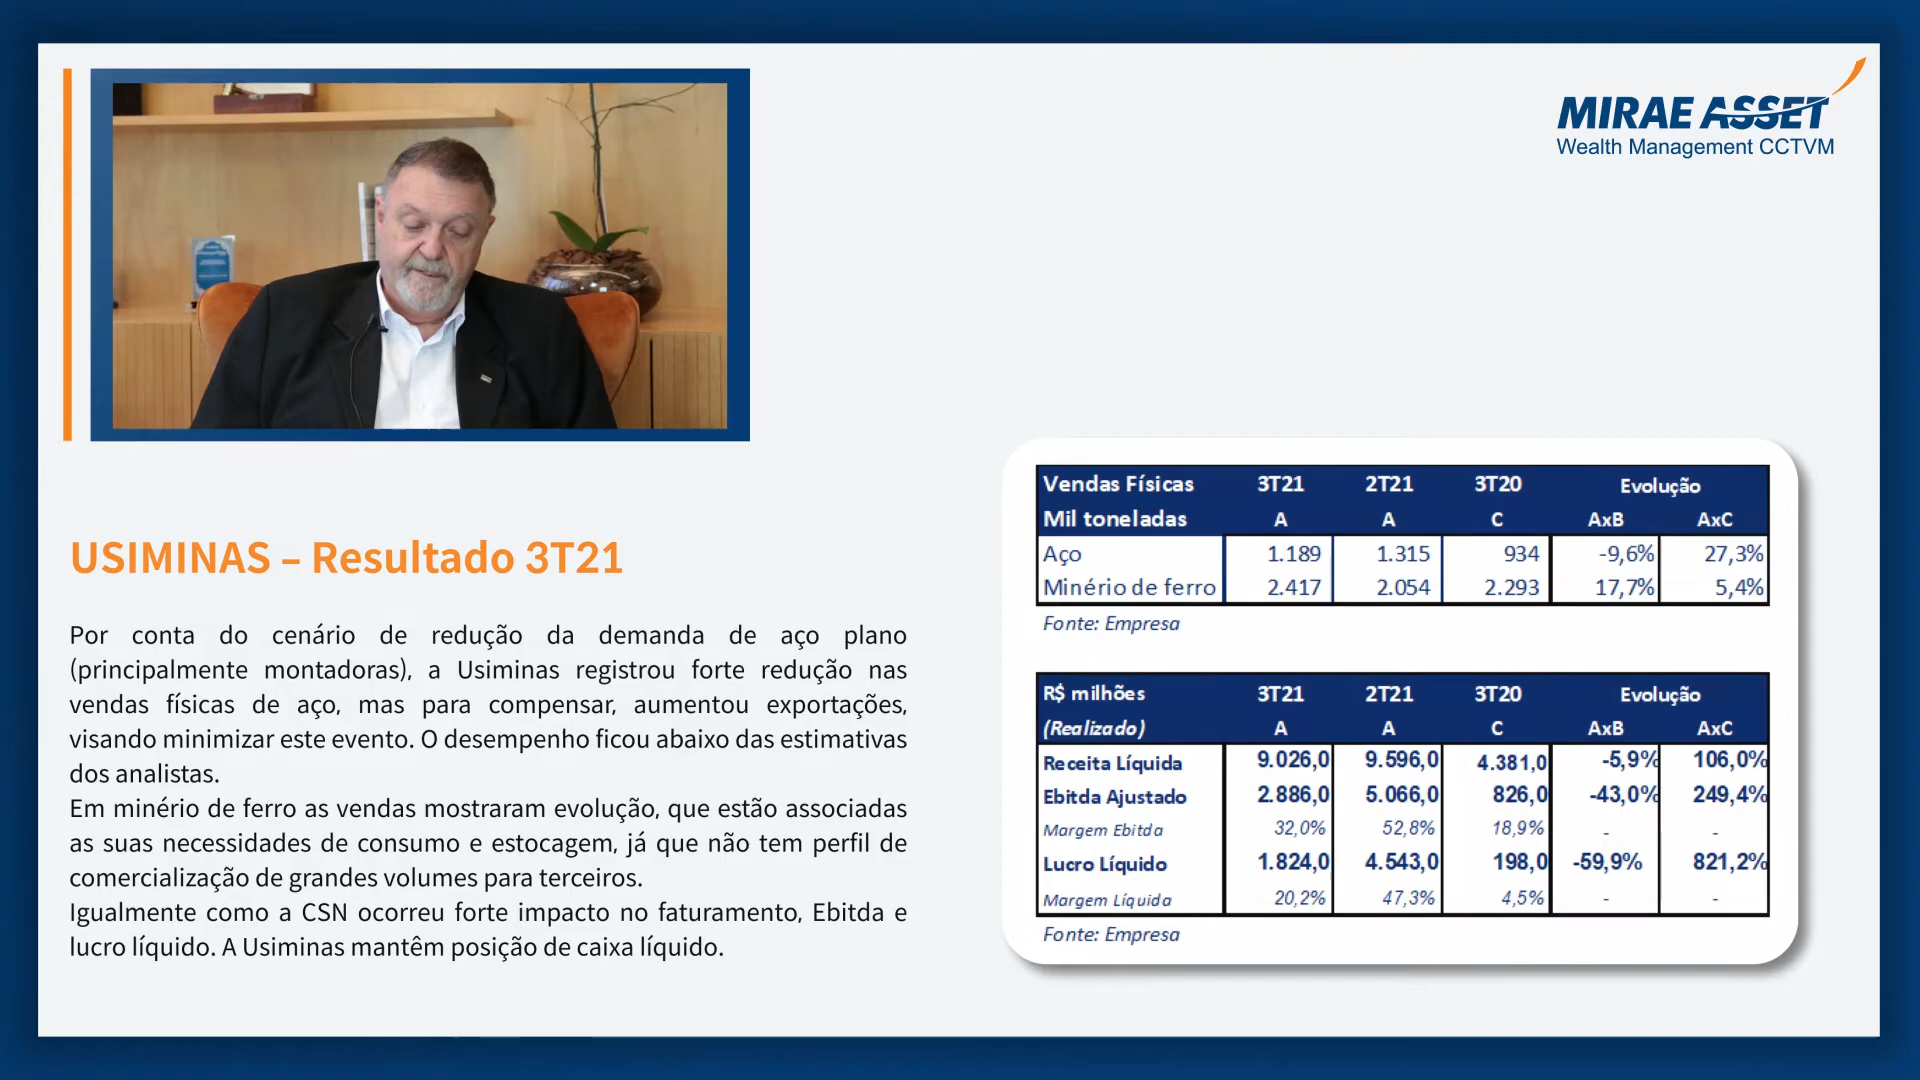 MIRAE ASSET
Wealth Management CCTVM
USIMINAS – Resultado 3T21
Por conta do cenário de redução da demanda de aço plano
(principalmente montadoras), a Usiminas registrou forte redução nas
vendas físicas de aço, mas para compensar, aumentou exportações,
visando minimizar este evento. O desempenho ficou abaixo das estimativas
dos analistas.
Em minério de ferro as vendas mostraram evolução, que estão associadas
as suas necessidades de consumo e estocagem, já que não tem perfil de
comercialização de grandes volumes para terceiros.
Igualmente como a CSN ocorreu forte impacto no faturamento, Ebitda e
lucro líquido. A Usiminas mantêm posição de caixa líquido.
Vendas Físicas 3T21 2T21 3T20 Evolução
Mil toneladas A A C AxB AxC
Aço 1.189 1.315 934 -9,6% 27,3%
Minério de ferro 2.417 2.054 2.293 17,7% 5,4%
Fonte: Empresa
R$ milhões 3T21 2T21 3T20 Evolução
(Realizado) A A C AxB AxC
Receita Líquida 9.026,0 9.596,0 4.381,0 -5,9% 106,0%
Ebitda Ajustado 2.886,0 5.066,0 826,0 -43,0% 249,4%
Margem Ebitda 32,0% 52,8% 18,9% - -
Lucro Líquido 1.824,0 4.543,0 198,0 -59,9% 821,2%
Margem Líquida 20,2% 47,3% 4,5% - -
Fonte: Empresa